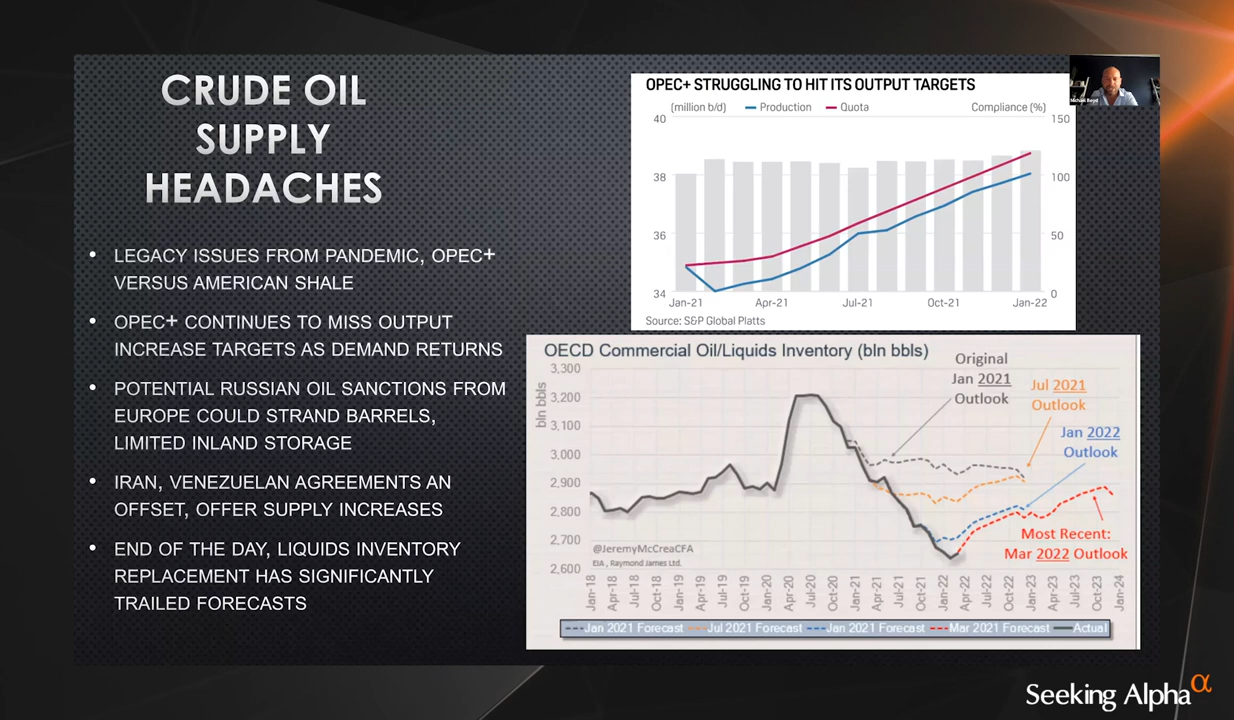 CRUDE OIL
SUPPLY
HEADACHES
• LEGACY ISSUES FROM PANDEMIC, OPEC+
VERSUS AMERICAN SHALE
• OPEC+ CONTINUES TO MISS OUTPUT
INCREASE TARGETS AS DEMAND RETURNS
• POTENTIAL RUSSIAN OIL SANCTIONS FROM
EUROPE COULD STRAND BARRELS,
LIMITED INLAND STORAGE
• IRAN, VENEZUELAN AGREEMENTS AN
OFFSET, OFFER SUPPLY INCREASES
• END OF THE DAY, LIQUIDS INVENTORY
REPLACEMENT HAS SIGNIFICANTLY
TRAILED FORECASTS
OPEC+ STRUGGLING TO HIT ITS OUTPUT TARGETS
(million b/d) Production Quota Compliance (%)
40 150
38 100
36 50
34 0
Jan-21 Apr-21 Jul-21 Oct-21 Jan-22
Source: S&P Global Platts
Michael Boyd
OECD Commercial Oil/Liquids Inventory (bln bbls)
bln bbls
3,300
3,200
3,100
3,000
2,900
2,800
2,700
2,600
Original
Jan 2021
Outlook
Jul 2021
Outlook
Jan 2022
Outlook
Most Recent:
Mar 2022 Outlook
@JeremyMcCreaCFA
EIA, Raymond James Ltd.
Jan-18 Apr-18 Jul-18 Oct-18 Jan-19 Apr-19 Jul-19 Oct-19 Jan-20 Apr-20 Jul-20 Oct-20 Jan-21 Apr-21 Jul-21 Oct-21 Jan-22 Apr-22 Jul-22 Oct-22 Jan-23 Apr-23 Jul-23 Oct-23 Jan-24
Jan 2021 Forecast Jul 2021 Forecast Jan 2021 Forecast Mar 2021 Forecast Actual
Seeking Alpha α